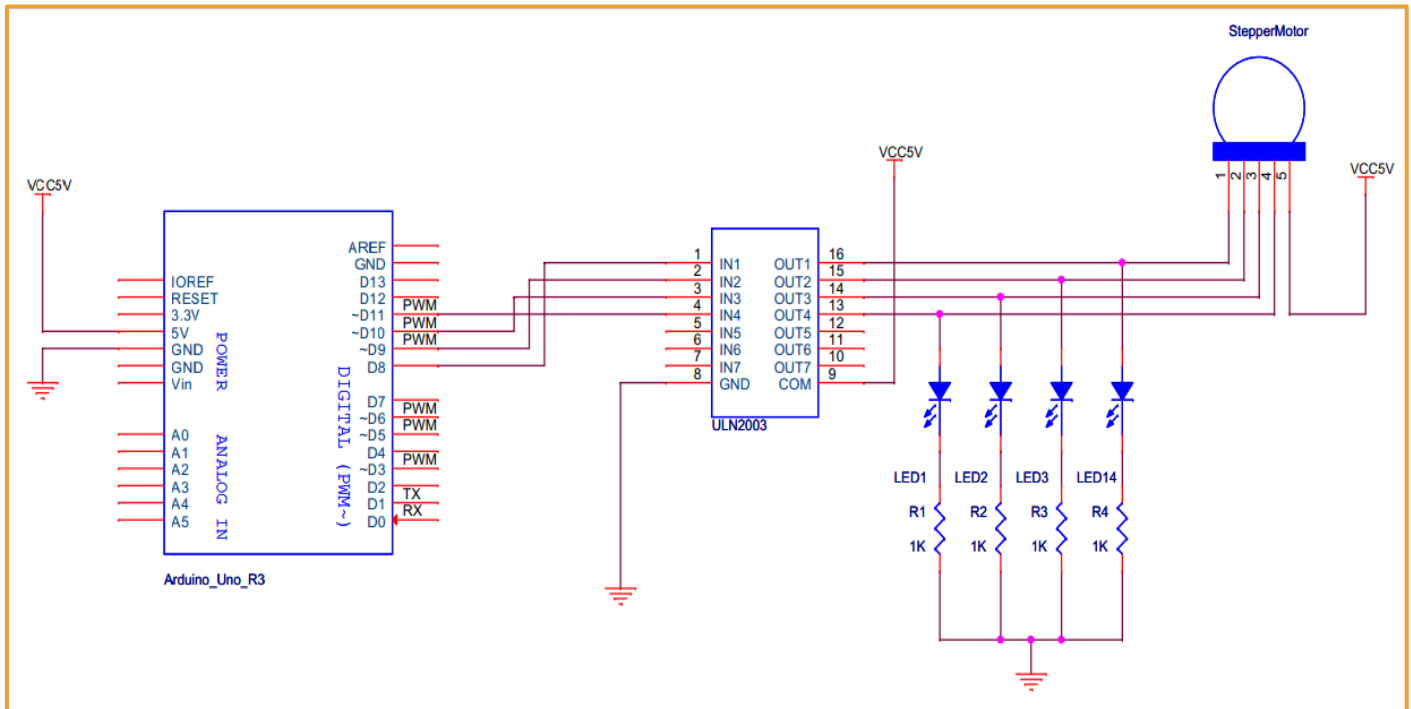 StepperMotor
1
2
3
4
5
VCC5V
VCC5V
VCC5V
AREF
GND
D13
D12
PWM
~D11
PWM
~D10
PWM
~D9
D8
D7
PWM
~D6
PWM
~D5
D4
PWM
~D3
D2
TX
D1
RX
D0
IOREF
RESET
3.3V
5V
GND
GND
Vin
A0
A1
A2
A3
A4
A5
POWER
ANALOG IN
DIGITAL (PWM~)
Arduino_Uno_R3
1 IN1 OUT1 16
2 IN2 OUT2 15
3 IN3 OUT3 14
4 IN4 OUT4 13
5 IN5 OUT5 12
6 IN6 OUT6 11
7 IN7 OUT7 10
8 GND COM 9
ULN2003
LED1 LED2 LED3 LED14
R1 R2 R3 R4
1K 1K 1K 1K